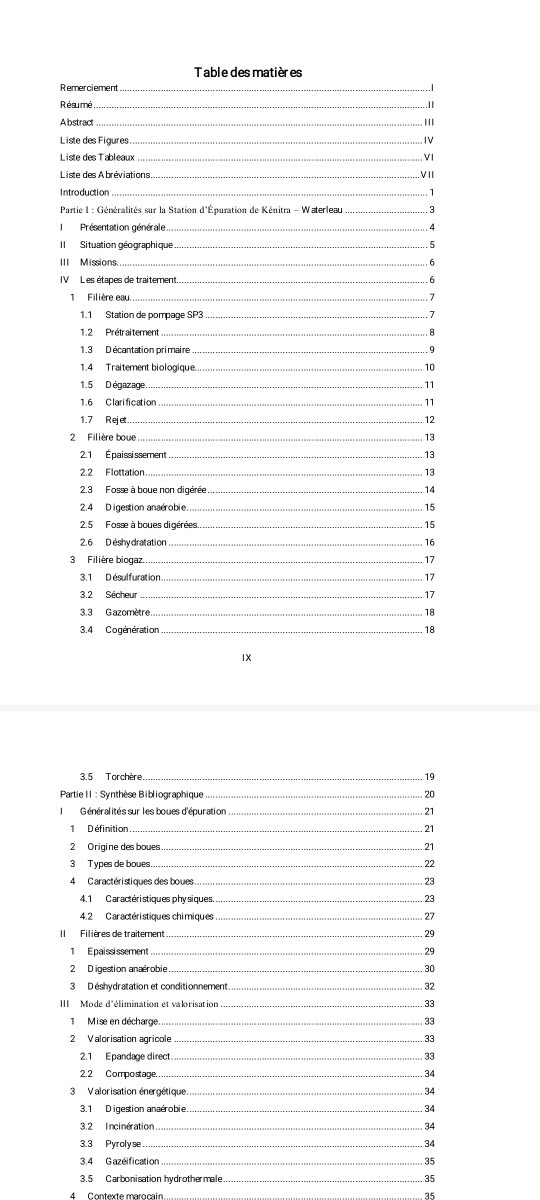 Table des matières
Remerciement.....I
Résumé.....II
Abstract.....III
Liste des Figures.....IV
Liste des Tableaux.....VI
Liste des Abréviations.....VII
Introduction.....1
Partie I : Généralités sur la Station d'Épuration de Kénitra – Waterleau.....3
I Présentation générale.....4
II Situation géographique.....5
III Missions.....6
IV Les étapes de traitement.....6
1 Filière eau.....7
1.1 Station de pompage SP3.....7
1.2 Prétraitement.....8
1.3 Décantation primaire.....9
1.4 Traitement biologique.....10
1.5 Dégazage.....11
1.6 Clarification.....11
1.7 Rejet.....12
2 Filière boue.....13
2.1 Épaississement.....13
2.2 Flottation.....13
2.3 Fosse à boue non digérée.....14
2.4 Digestion anaérobie.....15
2.5 Fosse à boues digérées.....15
2.6 Déshydratation.....16
3 Filière biogaz.....17
3.1 Désulfuration.....17
3.2 Sécheur.....17
3.3 Gazomètre.....18
3.4 Cogénération.....18
IX
3.5 Torchère.....19
Partie II : Synthèse Bibliographique.....20
I Généralités sur les boues d'épuration.....21
1 Définition.....21
2 Origine des boues.....21
3 Types de boues.....22
4 Caractéristiques des boues.....23
4.1 Caractéristiques physiques.....23
4.2 Caractéristiques chimiques.....27
II Filières de traitement.....29
1 Epaississement.....29
2 Digestion anaérobie.....30
3 Déshydratation et conditionnement.....32
III Mode d'élimination et valorisation.....33
1 Mise en décharge.....33
2 Valorisation agricole.....33
2.1 Epandage direct.....33
2.2 Compostage.....34
3 Valorisation énergétique.....34
3.1 Digestion anaérobie.....34
3.2 Incinération.....34
3.3 Pyrolyse.....34
3.4 Gazéification.....35
3.5 Carbonisation hydrothermale.....35
4 Contexte marocain.....35